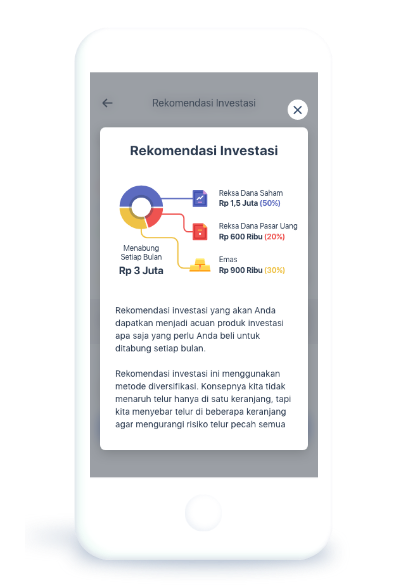 Rekomendasi Investasi
Rekomendasi Investasi
Reksa Dana Saham
Rp 1,5 Juta (50%)
Reksa Dana Pasar Uang
Rp 600 Ribu (20%)
Menabung
Setiap Bulan
Rp 3 Juta
Emas
Rp 900 Ribu (30%)
Rekomendasi investasi yang akan Anda
dapatkan menjadi acuan produk investasi
apa saja yang perlu Anda beli untuk
ditabung setiap bulan.
Rekomendasi investasi ini menggunakan
metode diversifikasi. Konsepnya kita tidak
menaruh telur hanya di satu keranjang, tapi
kita menyebar telur di beberapa keranjang
agar mengurangi risiko telur pecah semua